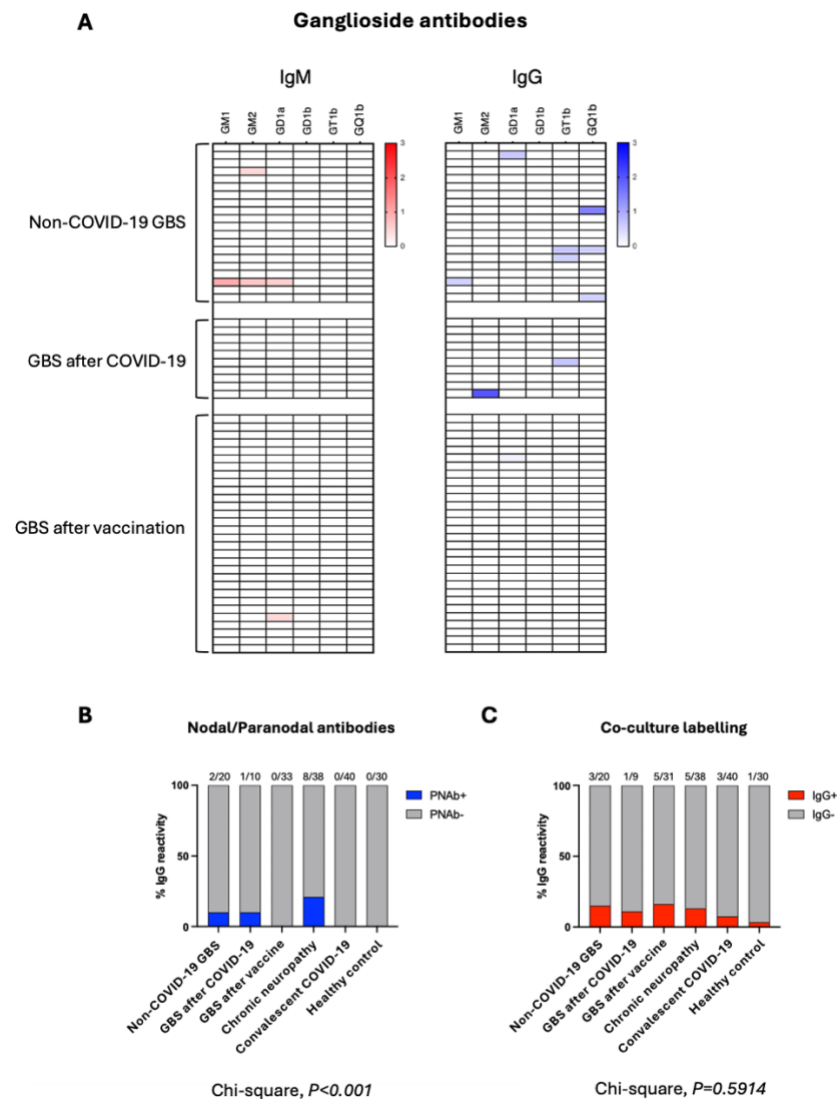 A
Ganglioside antibodies
IgM
IgG
GM1 GM2 GD1a GD1b GT1b GQ1b
GM1 GM2 GD1a GD1b GT1b GQ1b
3
2
1
0
3
2
1
0
Non-COVID-19 GBS
GBS after COVID-19
GBS after vaccination
B
Nodal/Paranodal antibodies
2/20 1/10 0/33 8/38 0/40 0/30
100
50
0
% IgG reactivity
PNAb+
PNAb-
Non-COVID-19 GBS
GBS after COVID-19
GBS after vaccine
Chronic neuropathy
Convalescent COVID-19
Healthy control
Chi-square, P<0.001
C
Co-culture labelling
3/20 1/9 5/31 5/38 3/40 1/30
100
50
0
% IgG reactivity
IgG+
IgG-
Non-COVID-19 GBS
GBS after COVID-19
GBS after vaccine
Chronic neuropathy
Convalescent COVID-19
Healthy control
Chi-square, P=0.5914